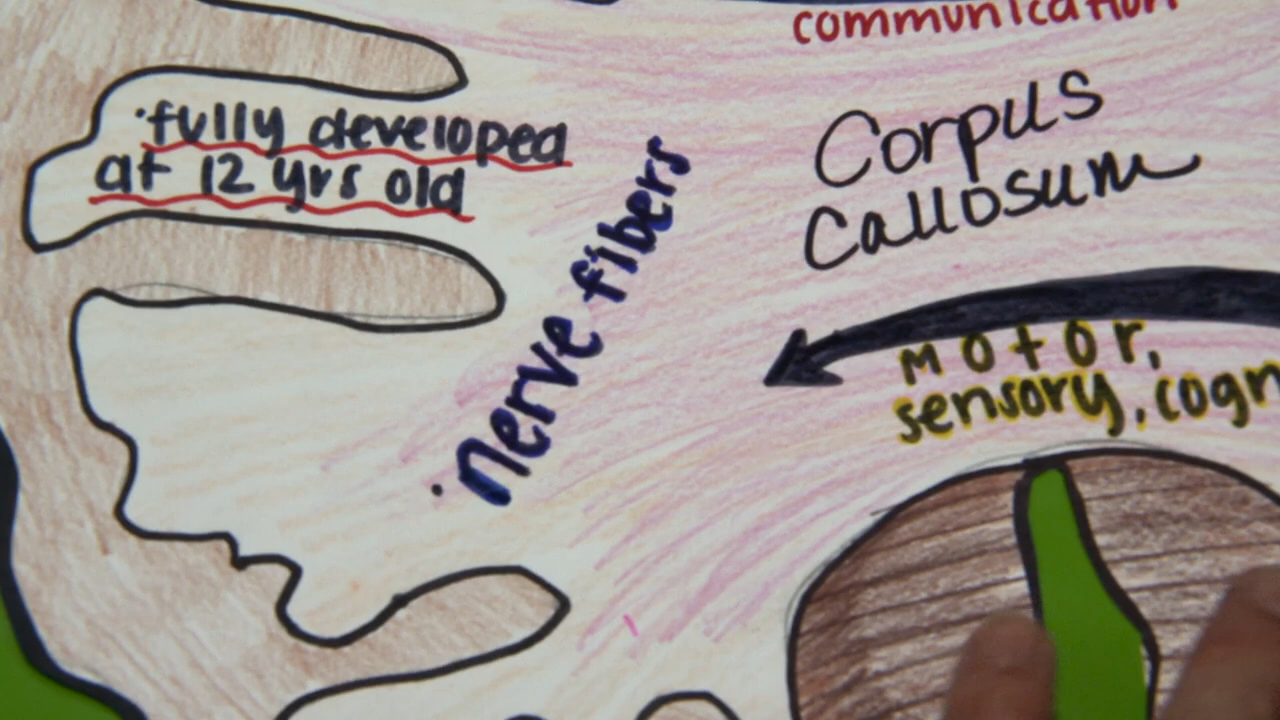 communication
Corpus
Callosum
·fully developed
at 12 yrs old
·nerve fibers
motor,
sensory, cogn